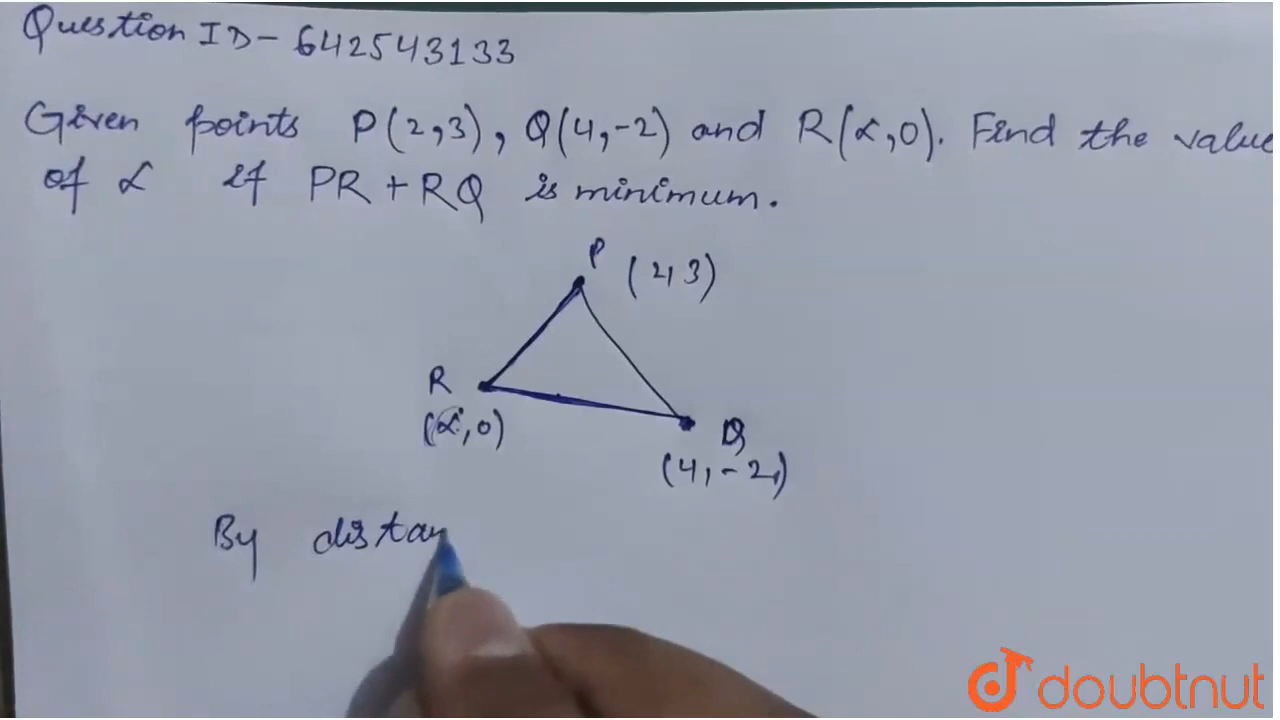 Question ID - 642543133
Given points P(2,3), Q(4,-2) and R(α,0). Find the value
of α if PR + RQ is minimum.
P (2,3)
R
(α,0)
Q
(4,-2)
By distan
doubtnut